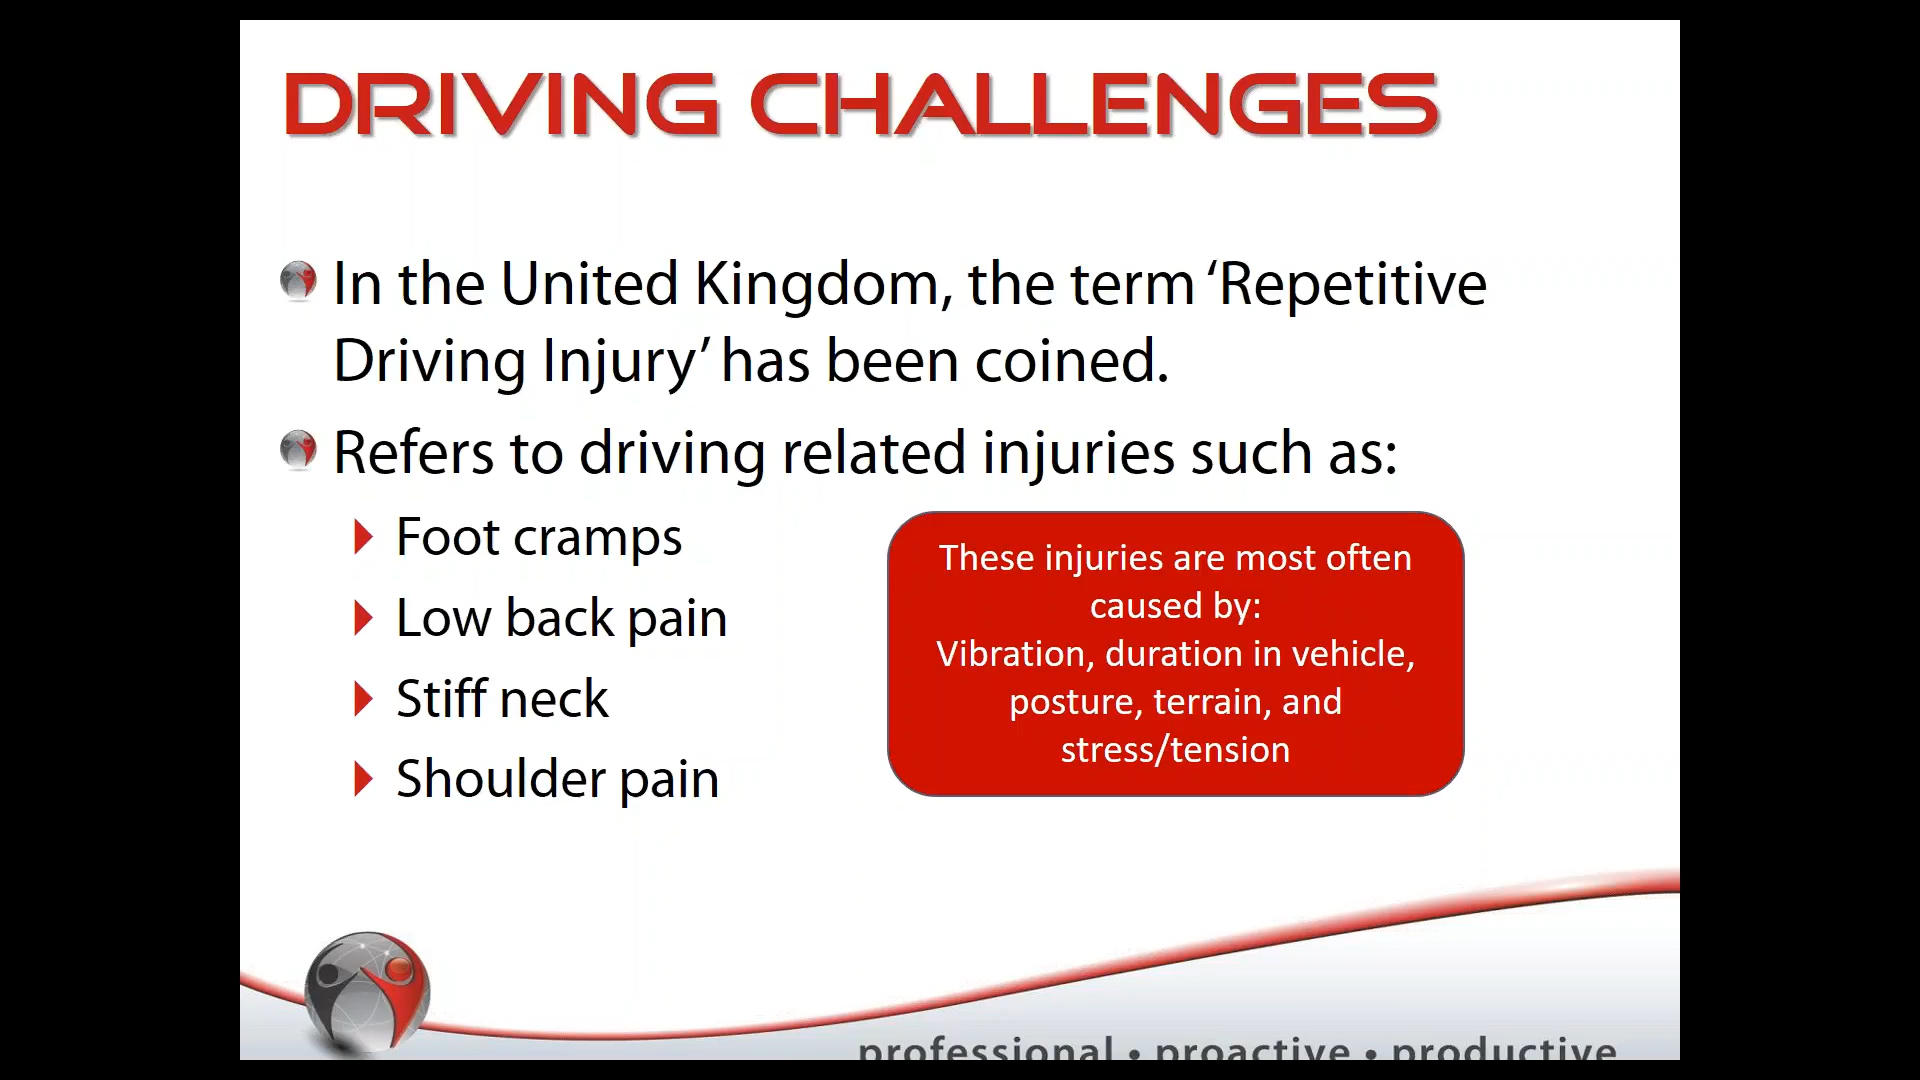 DRIVING CHALLENGES
In the United Kingdom, the term ‘Repetitive
Driving Injury’ has been coined.
Refers to driving related injuries such as:
Foot cramps
Low back pain
Stiff neck
Shoulder pain
These injuries are most often
caused by:
Vibration, duration in vehicle,
posture, terrain, and
stress/tension
professional • proactive • productive